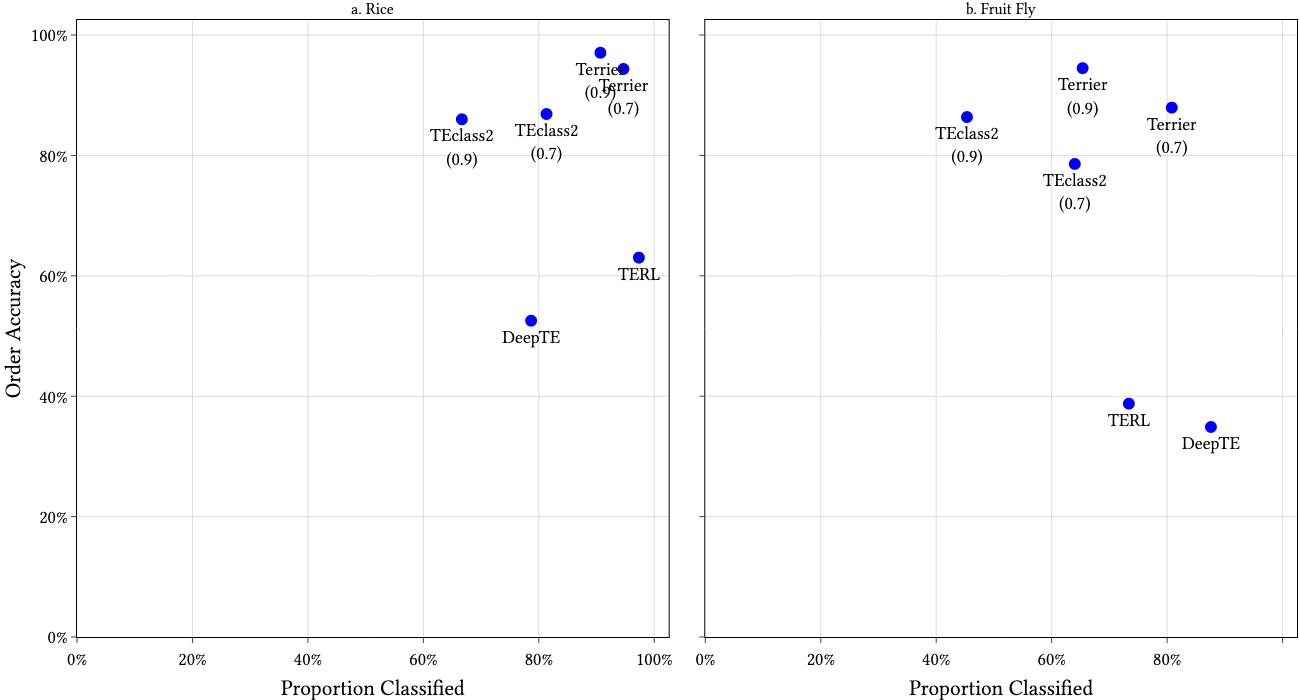 a. Rice
b. Fruit Fly
Order Accuracy
100%
80%
60%
40%
20%
0%
Terrier
(0.9)
Terrier
(0.7)
TEclass2
(0.9)
TEclass2
(0.7)
TERL
DeepTE
0%
20%
40%
60%
80%
100%
Proportion Classified
Terrier
(0.9)
Terrier
(0.7)
TEclass2
(0.9)
TEclass2
(0.7)
TERL
DeepTE
0%
20%
40%
60%
80%
Proportion Classified